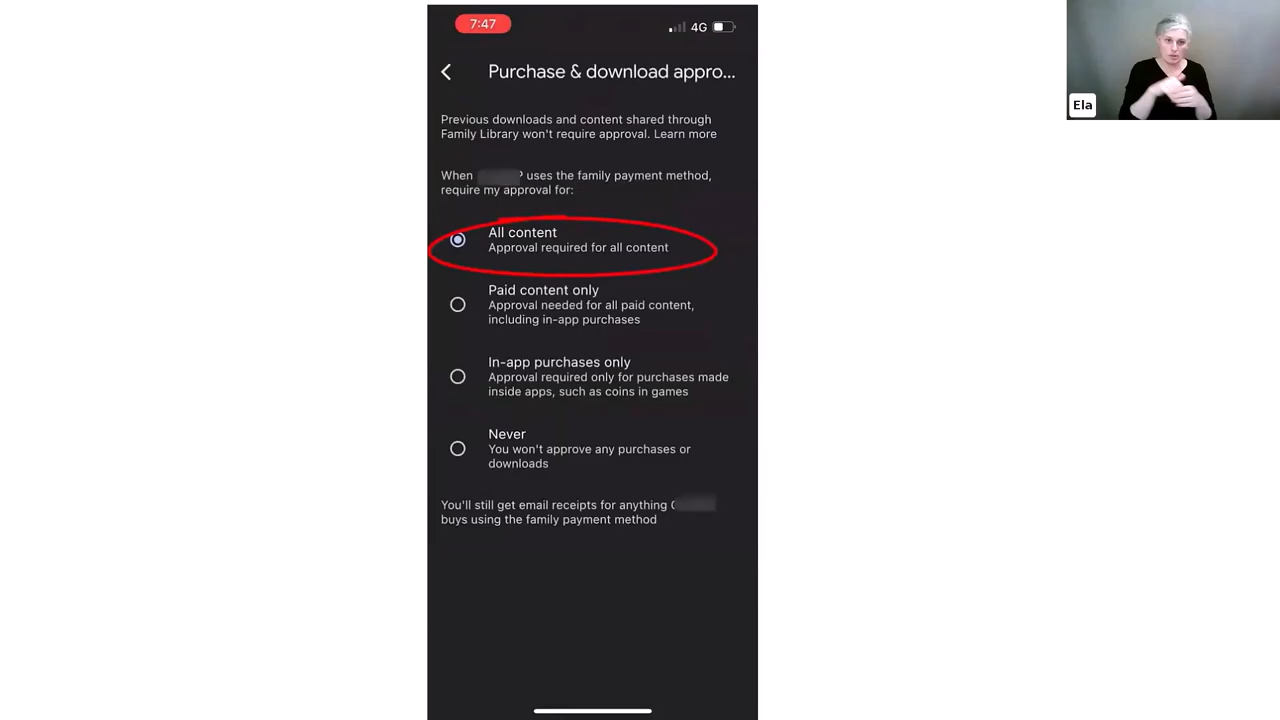 7:47
4G
Purchase & download appro...
Previous downloads and content shared through
Family Library won't require approval. Learn more
When uses the family payment method,
require my approval for:
All content
Approval required for all content
Paid content only
Approval needed for all paid content,
including in-app purchases
In-app purchases only
Approval required only for purchases made
inside apps, such as coins in games
Never
You won't approve any purchases or
downloads
You'll still get email receipts for anything
buys using the family payment method
Ela